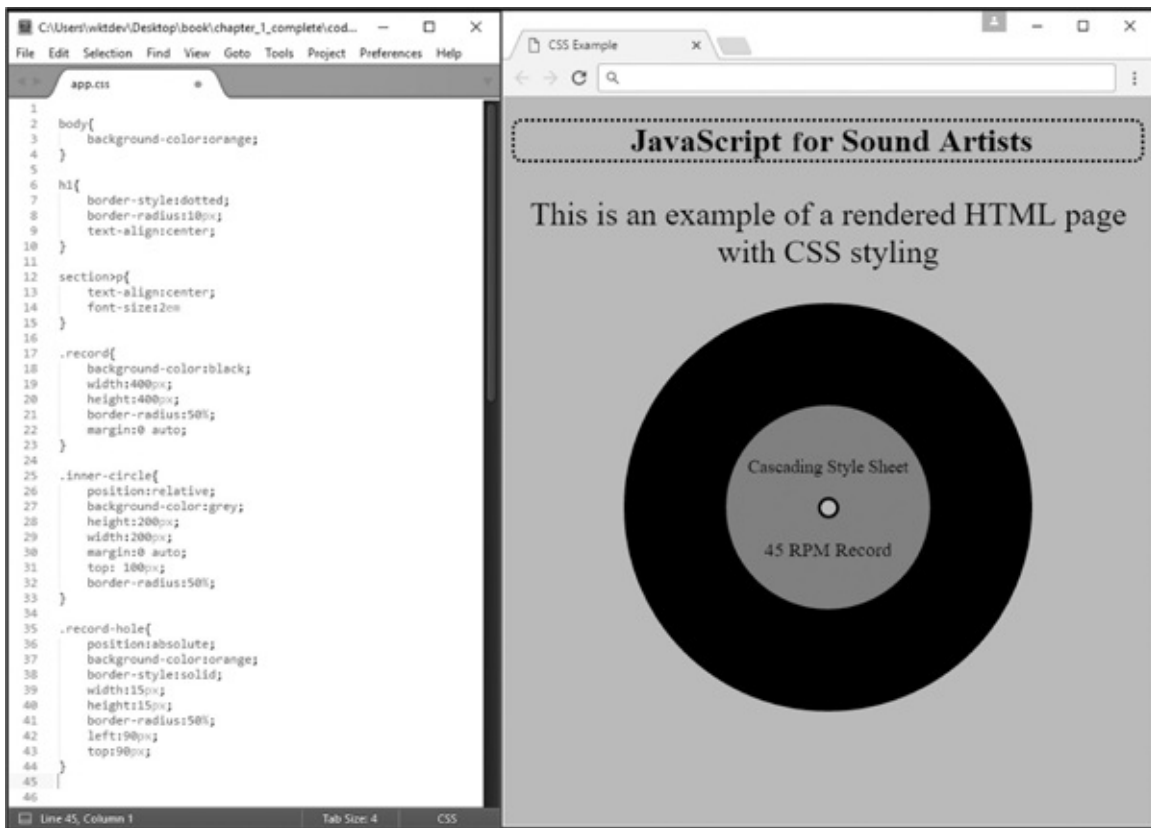 C:\Users\wktdev\Desktop\book\chapter_1_complete\cod...
File Edit Selection Find View Goto Tools Project Preferences Help
app.css
1
2 body{
3 background-color:orange;
4 }
5
6 h1{
7 border-style:dotted;
8 border-radius:10px;
9 text-align:center;
10 }
11
12 section>p{
13 text-align:center;
14 font-size:2em
15 }
16
17 .record{
18 background-color:black;
19 width:400px;
20 height:400px;
21 border-radius:50%;
22 margin:0 auto;
23 }
24
25 .inner-circle{
26 position:relative;
27 background-color:grey;
28 height:200px;
29 width:200px;
30 margin:0 auto;
31 top: 100px;
32 border-radius:50%;
33 }
34
35 .record-hole{
36 position:absolute;
37 background-color:orange;
38 border-style:solid;
39 width:15px;
40 height:15px;
41 border-radius:50%;
42 left:90px;
43 top:90px;
44 }
45
46
Line 45, Column 1 Tab Size: 4 CSS
CSS Example
JavaScript for Sound Artists
This is an example of a rendered HTML page
with CSS styling
Cascading Style Sheet
45 RPM Record